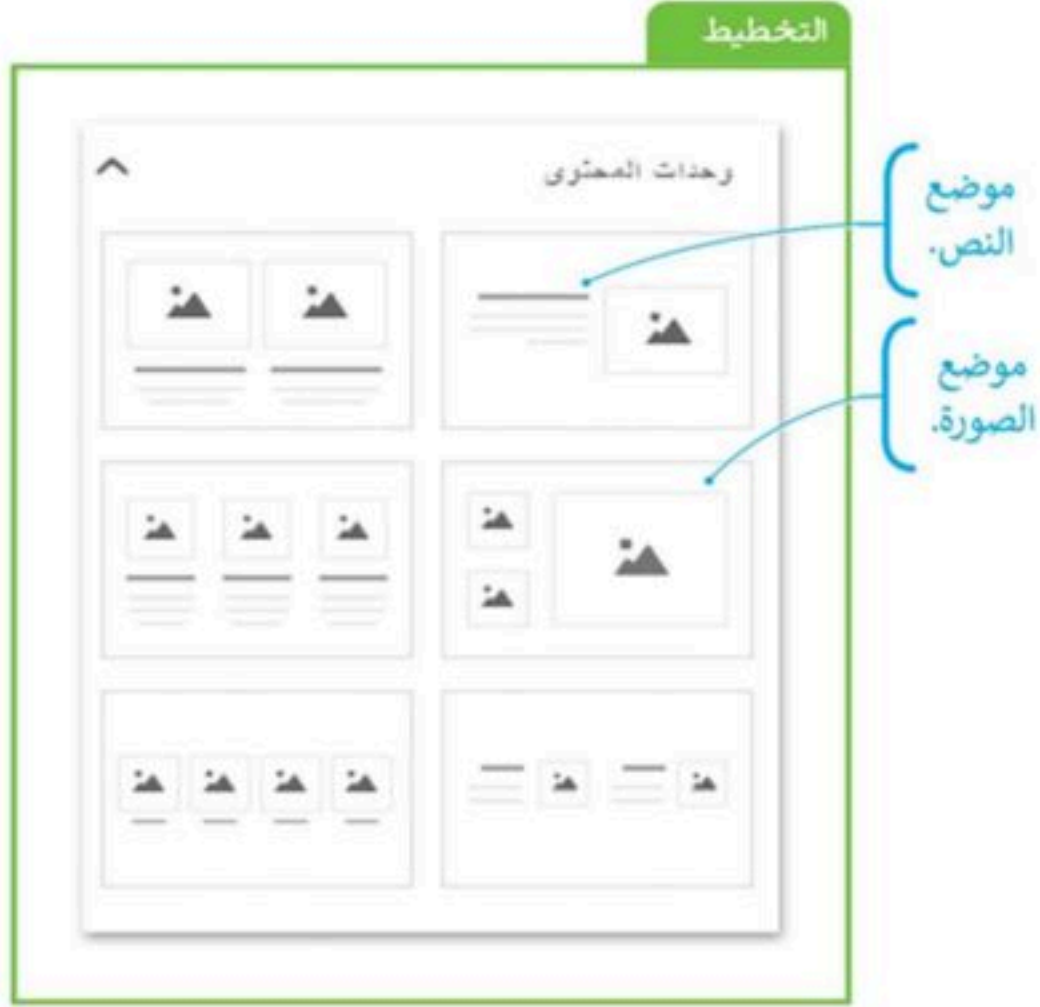 التخطيط
وحدات المحتوى
موضع
النص.
موضع
الصورة.